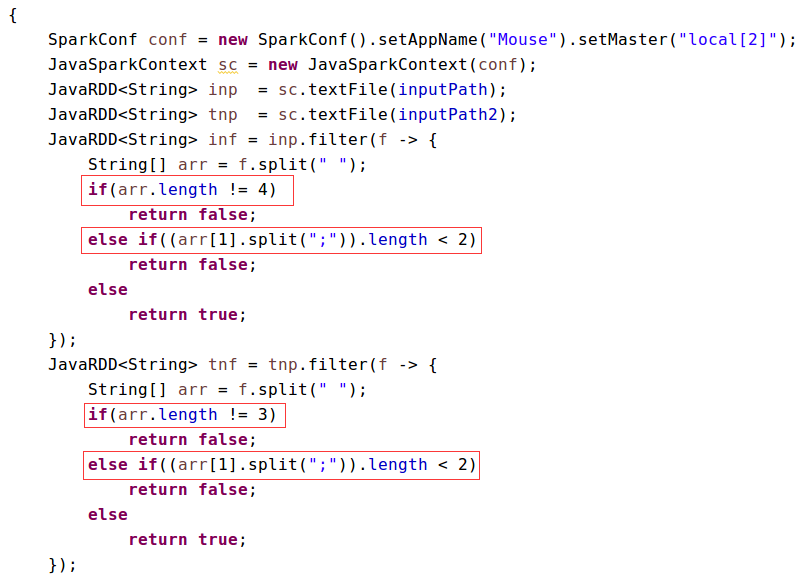 {
    SparkConf conf = new SparkConf().setAppName("Mouse").setMaster("local[2]");
    JavaSparkContext sc = new JavaSparkContext(conf);
    JavaRDD<String> inp  = sc.textFile(inputPath);
    JavaRDD<String> tnp  = sc.textFile(inputPath2);
    JavaRDD<String> inf = inp.filter(f -> {
        String[] arr = f.split(" ");
        if(arr.length != 4)
            return false;
        else if((arr[1].split(";")).length < 2)
            return false;
        else
            return true;
    });
    JavaRDD<String> tnf = tnp.filter(f -> {
        String[] arr = f.split(" ");
        if(arr.length != 3)
            return false;
        else if((arr[1].split(";")).length < 2)
            return false;
        else
            return true;
    });